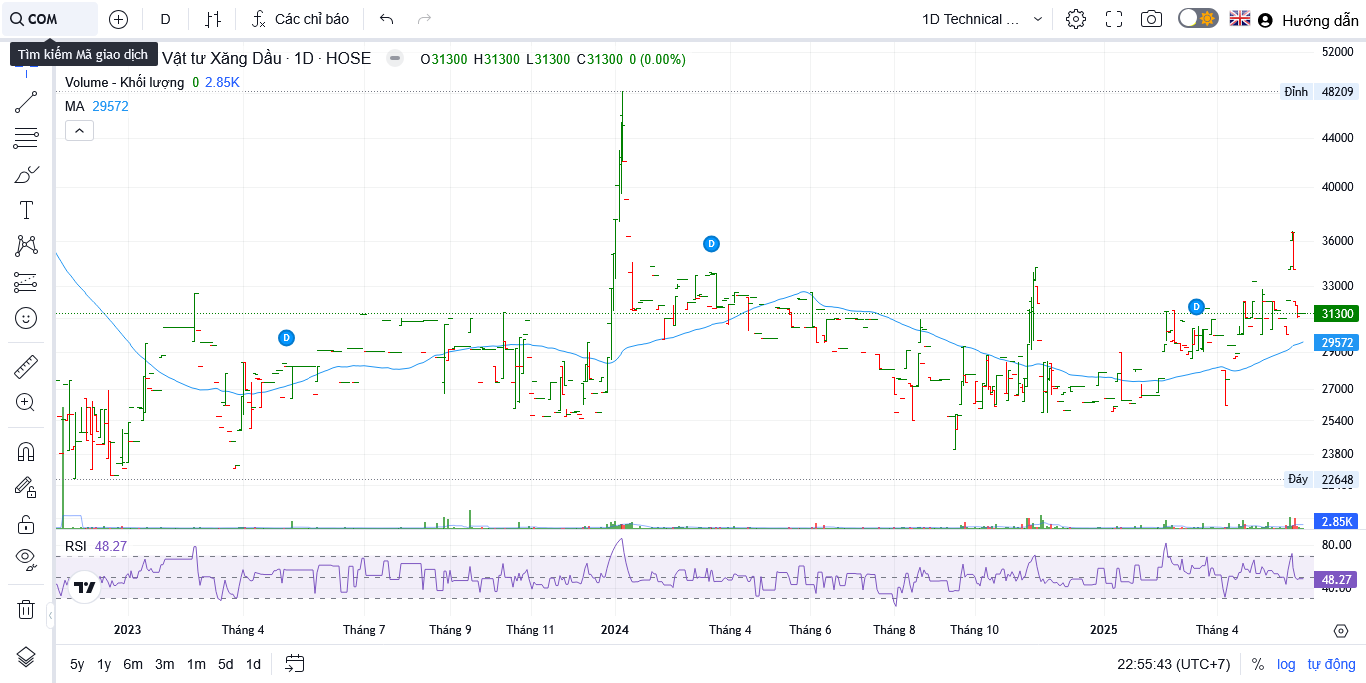 COM
D
Các chỉ báo
1D Technical ...
Hướng dẫn
Tìm kiếm Mã giao dịch
Vật tư Xăng Dầu · 1D · HOSE
O31300 H31300 L31300 C31300 0 (0.00%)
Volume - Khối lượng 0 2.85K
MA 29572
52000
Đỉnh 48209
44000
40000
36000
33000
31300
29572
29000
27000
25400
23800
Đáy 22648
2.85K
RSI 48.27
80.00
48.27
40.00
D
D
D
2023
Tháng 4
Tháng 7
Tháng 9
Tháng 11
2024
Tháng 4
Tháng 6
Tháng 8
Tháng 10
2025
Tháng 4
5y 1y 6m 3m 1m 5d 1d
22:55:43 (UTC+7)
% log tự động